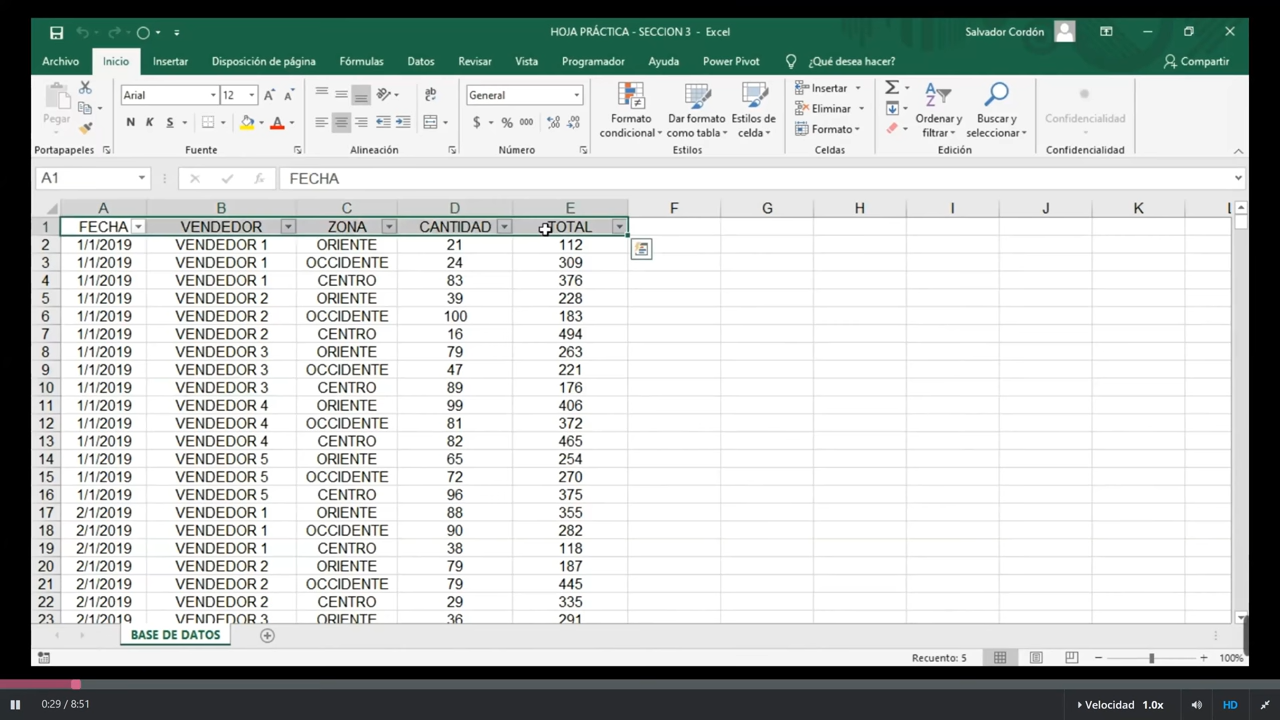 HOJA PRÁCTICA - SECCION 3 - Excel
Salvador Cordón
Archivo Inicio Insertar Disposición de página Fórmulas Datos Revisar Vista Programador Ayuda Power Pivot ¿Qué desea hacer? Compartir
Pegar
Portapapeles
Arial 12
N K S
A
Fuente
Alineación
General
$ % 000
Número
Formato condicional
Dar formato como tabla
Estilos de celda
Estilos
Insertar
Eliminar
Formato
Celdas
Ordenar y filtrar
Buscar y seleccionar
Edición
Confidencialidad
Confidencialidad
A1 fx FECHA
A B C D E F G H I J K L
1 FECHA VENDEDOR ZONA CANTIDAD TOTAL
2 1/1/2019 VENDEDOR 1 ORIENTE 21 112
3 1/1/2019 VENDEDOR 1 OCCIDENTE 24 309
4 1/1/2019 VENDEDOR 1 CENTRO 83 376
5 1/1/2019 VENDEDOR 2 ORIENTE 39 228
6 1/1/2019 VENDEDOR 2 OCCIDENTE 100 183
7 1/1/2019 VENDEDOR 2 CENTRO 16 494
8 1/1/2019 VENDEDOR 3 ORIENTE 79 263
9 1/1/2019 VENDEDOR 3 OCCIDENTE 47 221
10 1/1/2019 VENDEDOR 3 CENTRO 89 176
11 1/1/2019 VENDEDOR 4 ORIENTE 99 406
12 1/1/2019 VENDEDOR 4 OCCIDENTE 81 372
13 1/1/2019 VENDEDOR 4 CENTRO 82 465
14 1/1/2019 VENDEDOR 5 ORIENTE 65 254
15 1/1/2019 VENDEDOR 5 OCCIDENTE 72 270
16 1/1/2019 VENDEDOR 5 CENTRO 96 375
17 2/1/2019 VENDEDOR 1 ORIENTE 88 355
18 2/1/2019 VENDEDOR 1 OCCIDENTE 90 282
19 2/1/2019 VENDEDOR 1 CENTRO 38 118
20 2/1/2019 VENDEDOR 2 ORIENTE 79 187
21 2/1/2019 VENDEDOR 2 OCCIDENTE 79 445
22 2/1/2019 VENDEDOR 2 CENTRO 29 335
23 2/1/2019 VENDEDOR 3 ORIENTE 36 291
BASE DE DATOS
Recuento: 5 100%
0:29 / 8:51 Velocidad 1.0x HD